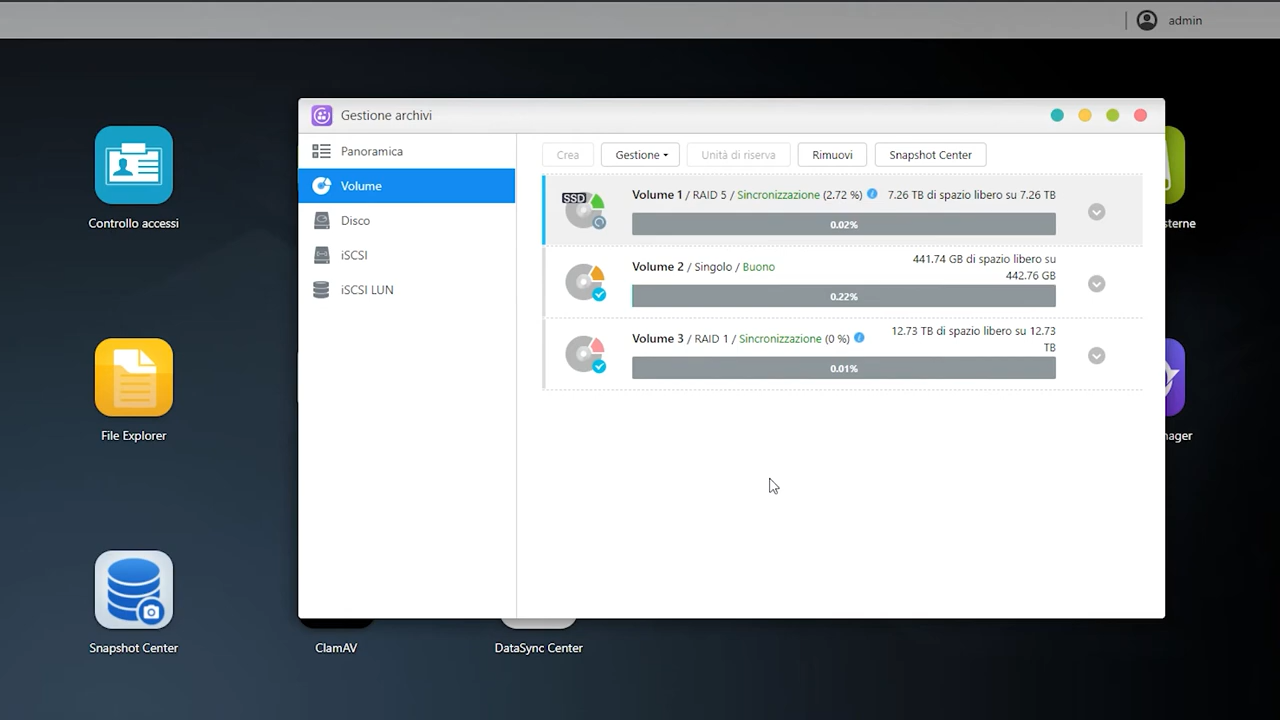 admin
Gestione archivi
Panoramica
Volume
Disco
iSCSI
iSCSI LUN
Crea
Gestione
Unità di riserva
Rimuovi
Snapshot Center
SSD
Volume 1 / RAID 5 / Sincronizzazione (2.72 %)
7.26 TB di spazio libero su 7.26 TB
0.02%
Volume 2 / Singolo / Buono
441.74 GB di spazio libero su
442.76 GB
0.22%
Volume 3 / RAID 1 / Sincronizzazione (0 %)
12.73 TB di spazio libero su 12.73
TB
0.01%
Controllo accessi
File Explorer
Snapshot Center
ClamAV
DataSync Center
sterne
nager